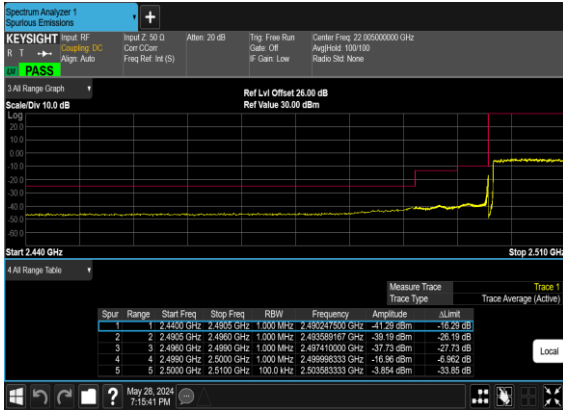 Spectrum Analyzer 1
Spurious Emissions
KEYSIGHT Input: RF Input Z: 50 Ω Atten: 20 dB Trig: Free Run Center Freq: 22.005000000 GHz
R T Coupling: DC Corr CCorr Gate: Off Avg|Hold: 100/100
Align: Auto Freq Ref: Int (S) IF Gain: Low Radio Std: None
PASS
3 All Range Graph
Ref Lvl Offset 26.00 dB
Scale/Div 10.0 dB Ref Value 30.00 dBm
Log
20.0
10.0
0.00
-10.0
-20.0
-30.0
-40.0
-50.0
-60.0
Start 2.440 GHz Stop 2.510 GHz
4 All Range Table
Measure Trace Trace 1
Trace Type Trace Average (Active)
Spur Range Start Freq Stop Freq RBW Frequency Amplitude ΔLimit
1 1 2.4400 GHz 2.4905 GHz 1.000 MHz 2.490247500 GHz -41.29 dBm -16.29 dB
2 2 2.4905 GHz 2.4960 GHz 1.000 MHz 2.493589167 GHz -39.19 dBm -26.19 dB
3 3 2.4960 GHz 2.4990 GHz 1.000 MHz 2.497410000 GHz -37.73 dBm -27.73 dB
4 4 2.4990 GHz 2.5000 GHz 1.000 MHz 2.499998333 GHz -16.96 dBm -6.962 dB
5 5 2.5000 GHz 2.5100 GHz 100.0 kHz 2.503583333 GHz -3.854 dBm -33.85 dB
Local
May 28, 2024
7:15:41 PM